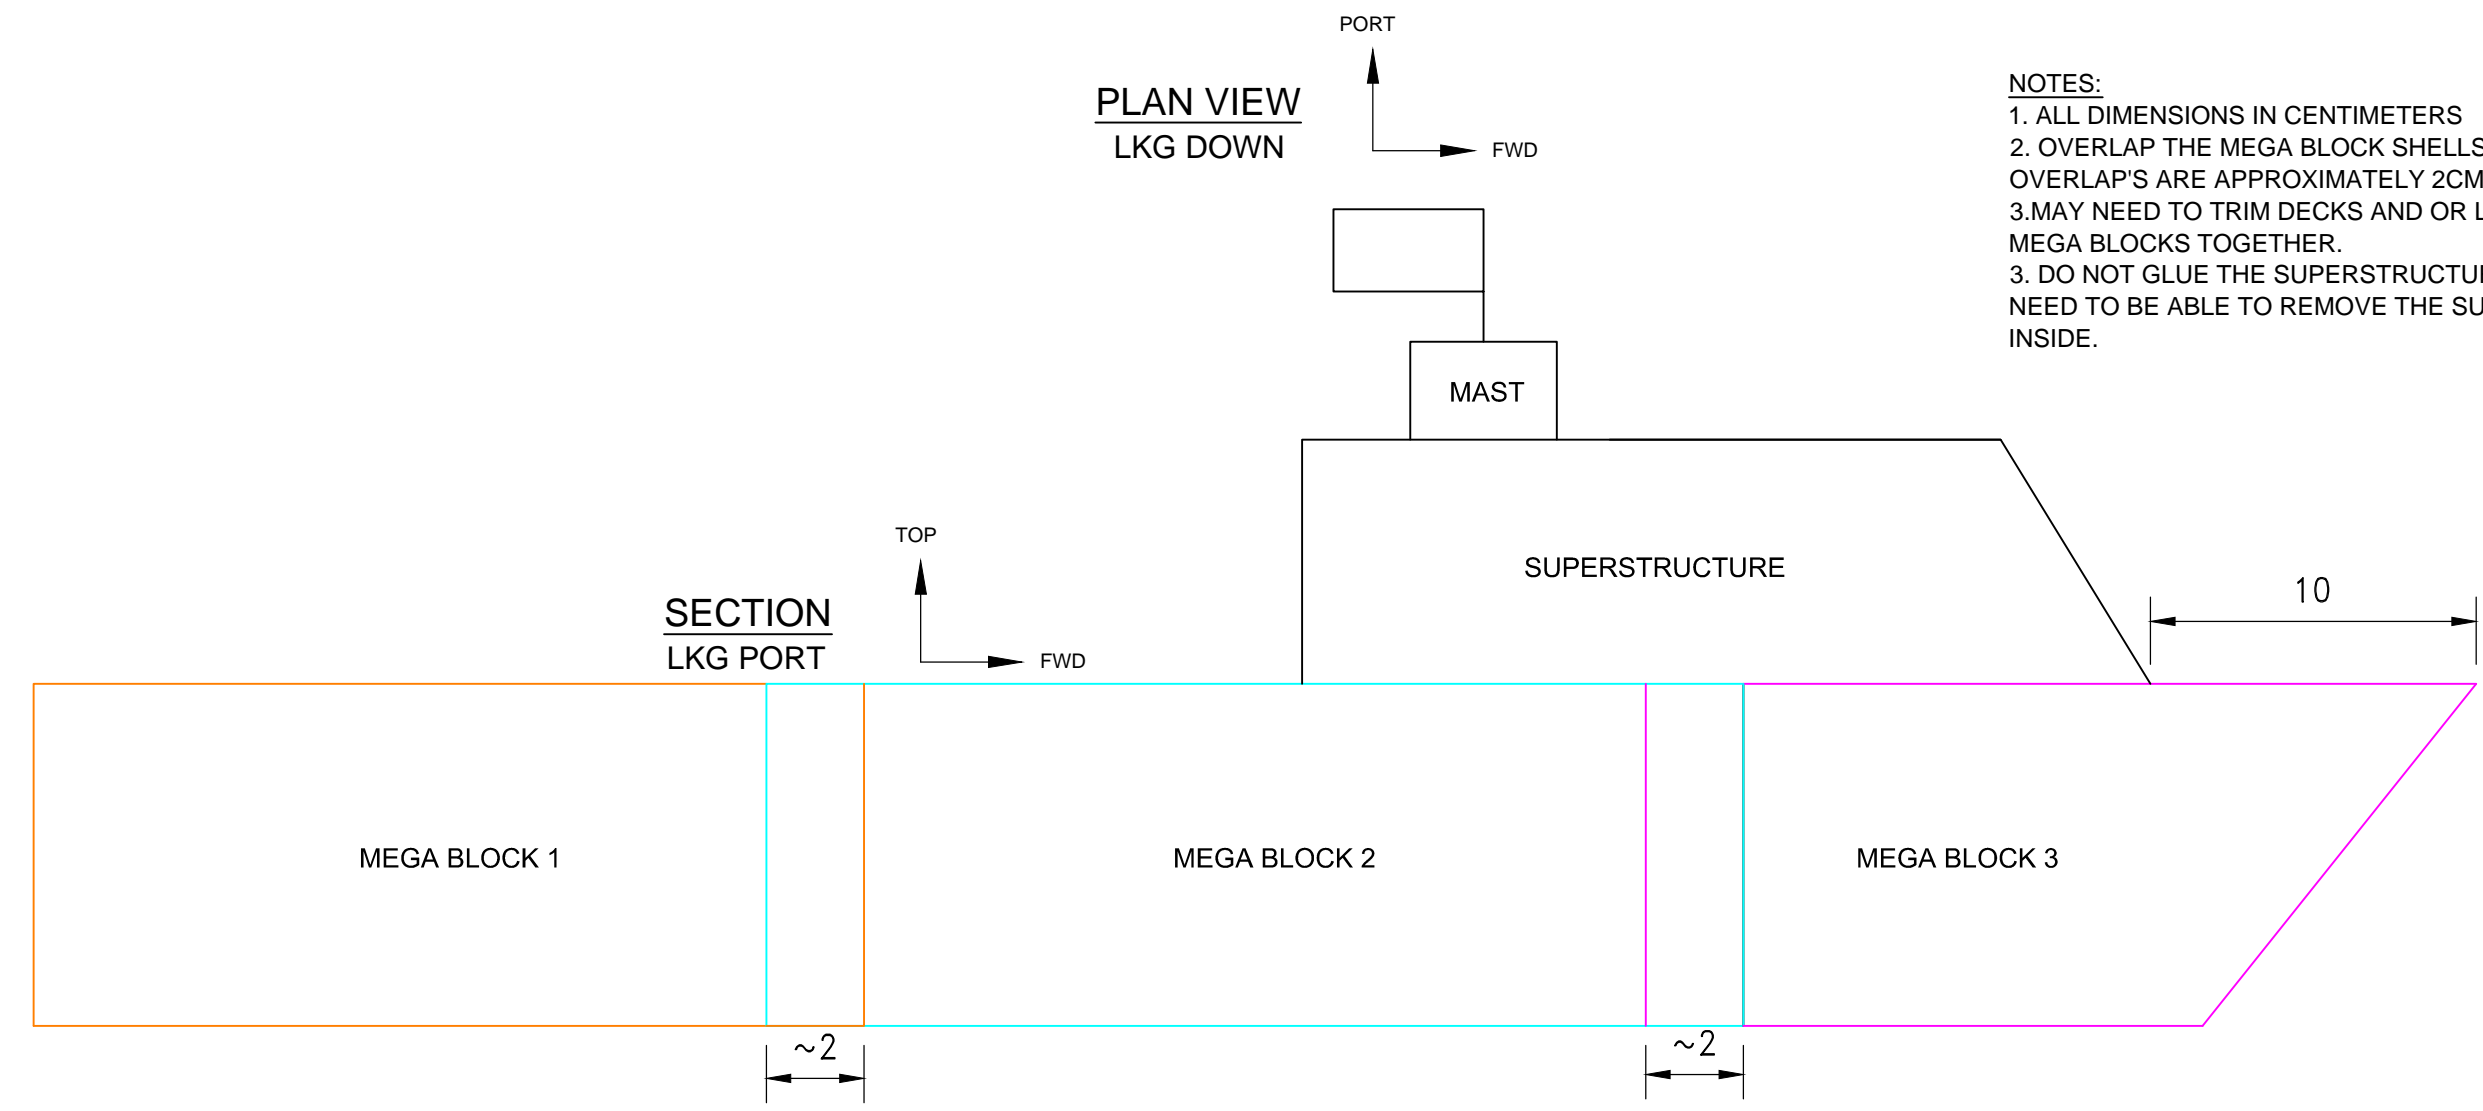 PORT
PLAN VIEW
LKG DOWN
FWD
NOTES:
1. ALL DIMENSIONS IN CENTIMETERS
2. OVERLAP THE MEGA BLOCK SHELLS
OVERLAP'S ARE APPROXIMATELY 2CM
3.MAY NEED TO TRIM DECKS AND OR
MEGA BLOCKS TOGETHER.
3. DO NOT GLUE THE
NEED TO BE ABLE TO REMOVE THE
INSIDE.
MAST
TOP
SUPERSTRUCTURE
10
SECTION
LKG PORT
FWD
MEGA BLOCK 1
MEGA BLOCK 2
MEGA BLOCK 3
~2
~2